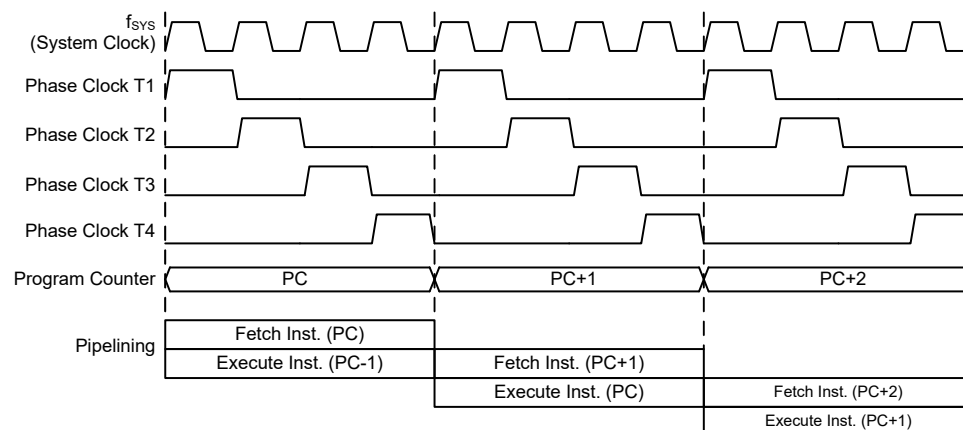 fSYS
(System Clock)
Phase Clock T1
Phase Clock T2
Phase Clock T3
Phase Clock T4
Program Counter PC PC+1 PC+2
Pipelining
Fetch Inst. (PC)
Execute Inst. (PC-1) Fetch Inst. (PC+1)
Execute Inst. (PC) Fetch Inst. (PC+2)
Execute Inst. (PC+1)